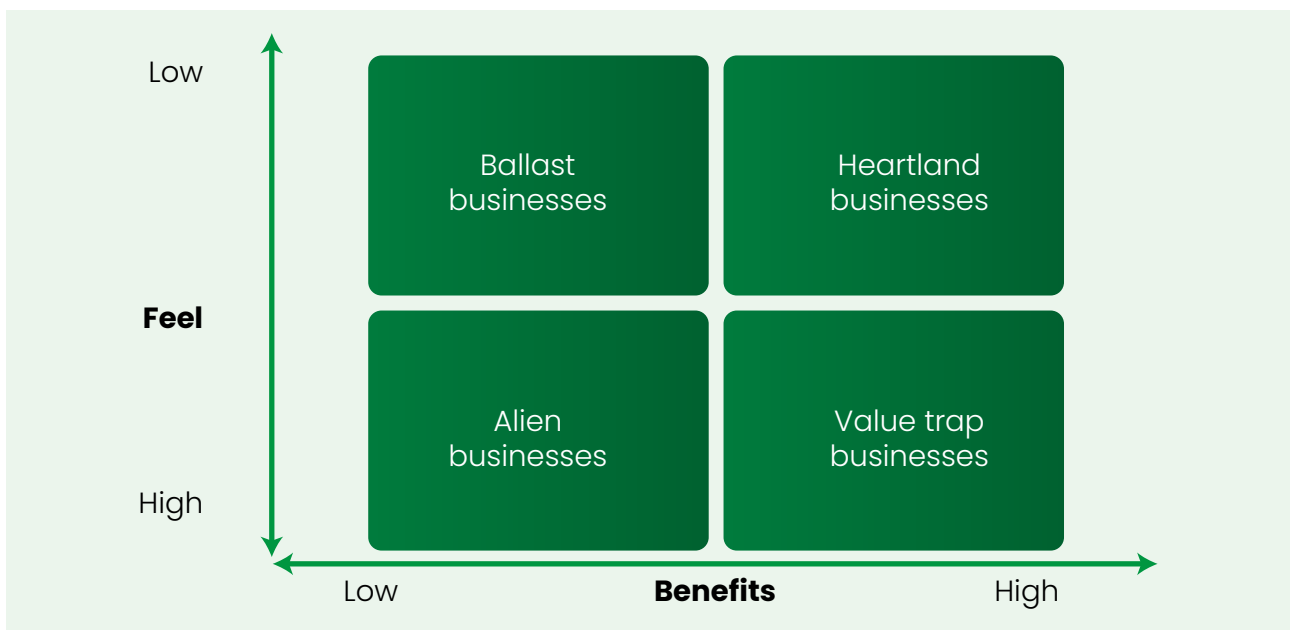 Low
Ballast
businesses
Heartland
businesses
Feel
Alien
businesses
Value trap
businesses
High
Low
Benefits
High